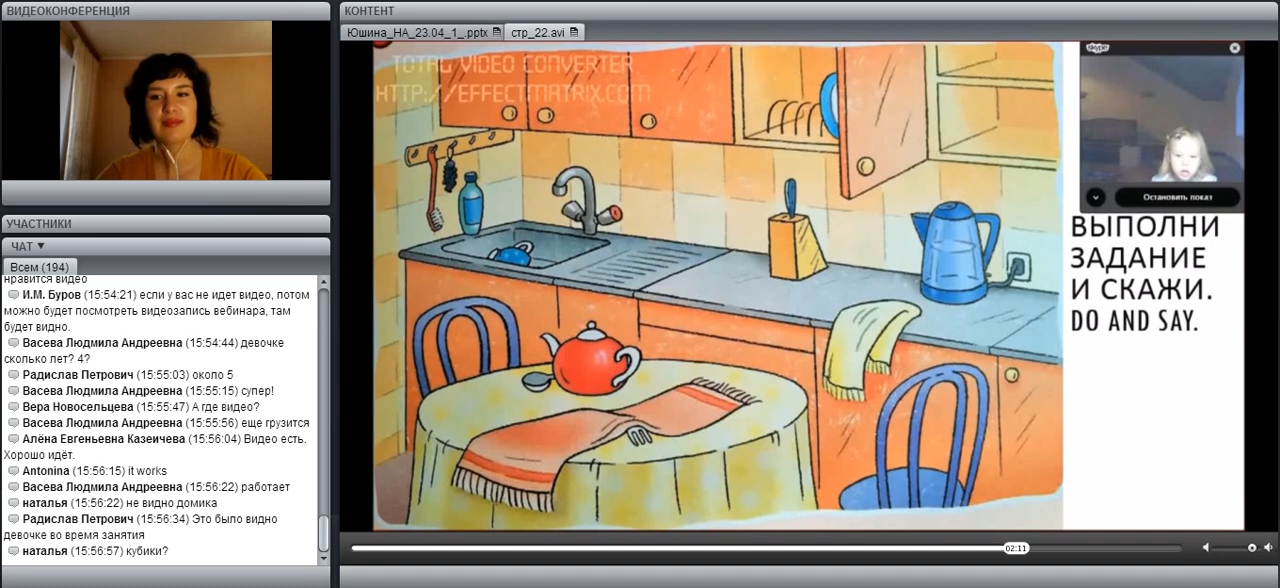 ВИДЕОКОНФЕРЕНЦИЯ
УЧАСТНИКИ
ЧАТ ▼
Всем (194)
нравится видео
И.М. Буров (15:54:21) если у вас не идет видео, потом
можно будет посмотреть видеозапись вебинара, там
будет видно.
Васева Людмила Андреевна (15:54:44) девочке
сколько лет? 4?
Радислав Петрович (15:55:03) около 5
Васева Людмила Андреевна (15:55:15) супер!
Вера Новосельцева (15:55:47) А где видео?
Васева Людмила Андреевна (15:55:56) еще грузится
Алёна Евгеньевна Казеичева (15:56:04) Видео есть.
Хорошо идёт.
Antonina (15:56:15) it works
Васева Людмила Андреевна (15:56:22) работает
наталья (15:56:22) не видно домика
Радислав Петрович (15:56:34) Это было видно
девочке во время занятия
наталья (15:56:57) кубики?
КОНТЕНТ
Юшина_НА_23.04_1_.pptx
стр_22.avi
TOTAL VIDEO CONVERTER
HTTP://EFFECTMATRIX.COM
skype
Остановить показ
ВЫПОЛНИ
ЗАДАНИЕ
И СКАЖИ.
DO AND SAY.
02:11